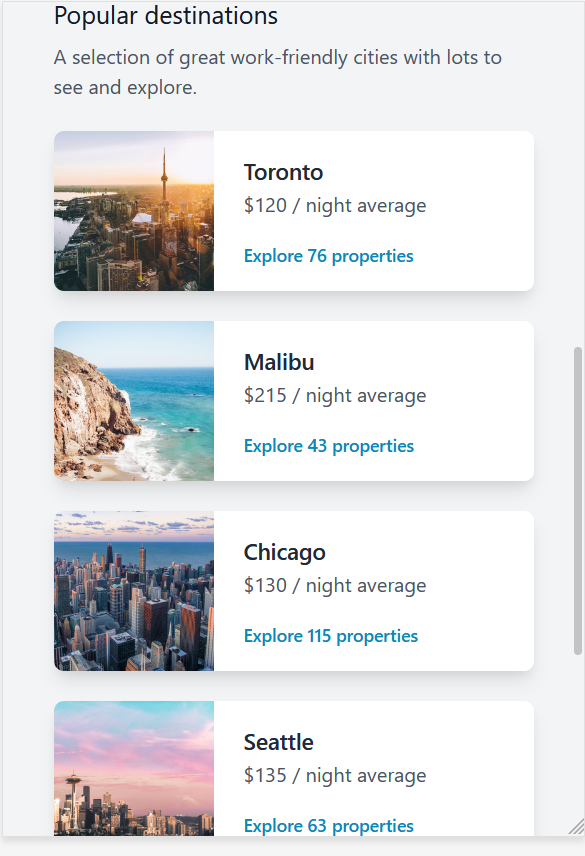 Popular destinations
A selection of great work-friendly cities with lots to
see and explore.
Toronto
$120 / night average
Explore 76 properties
Malibu
$215 / night average
Explore 43 properties
Chicago
$130 / night average
Explore 115 properties
Seattle
$135 / night average
Explore 63 properties